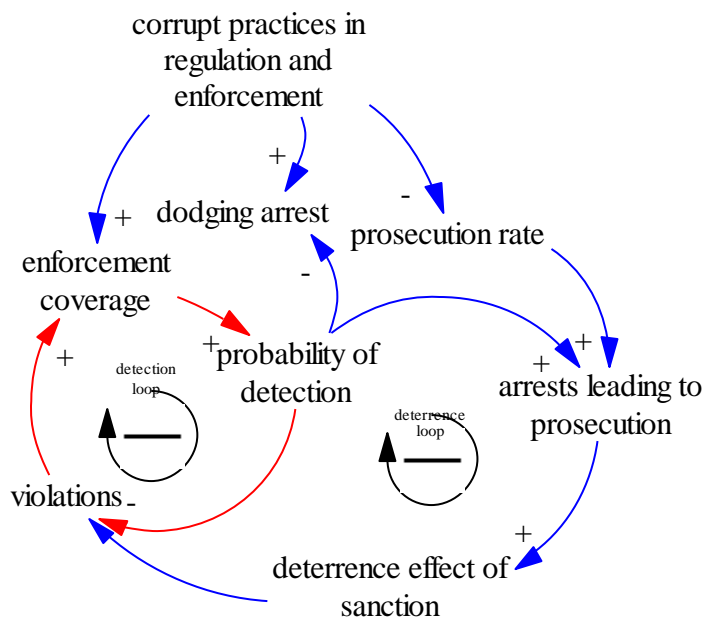 corrupt practices in
regulation and
enforcement
+
dodging arrest
-
prosecution rate
+
enforcement
coverage
-
+
probability of
detection
+
+
arrests leading to
prosecution
+
detection
loop
deterrence
loop
violations
-
+
deterrence effect of
sanction